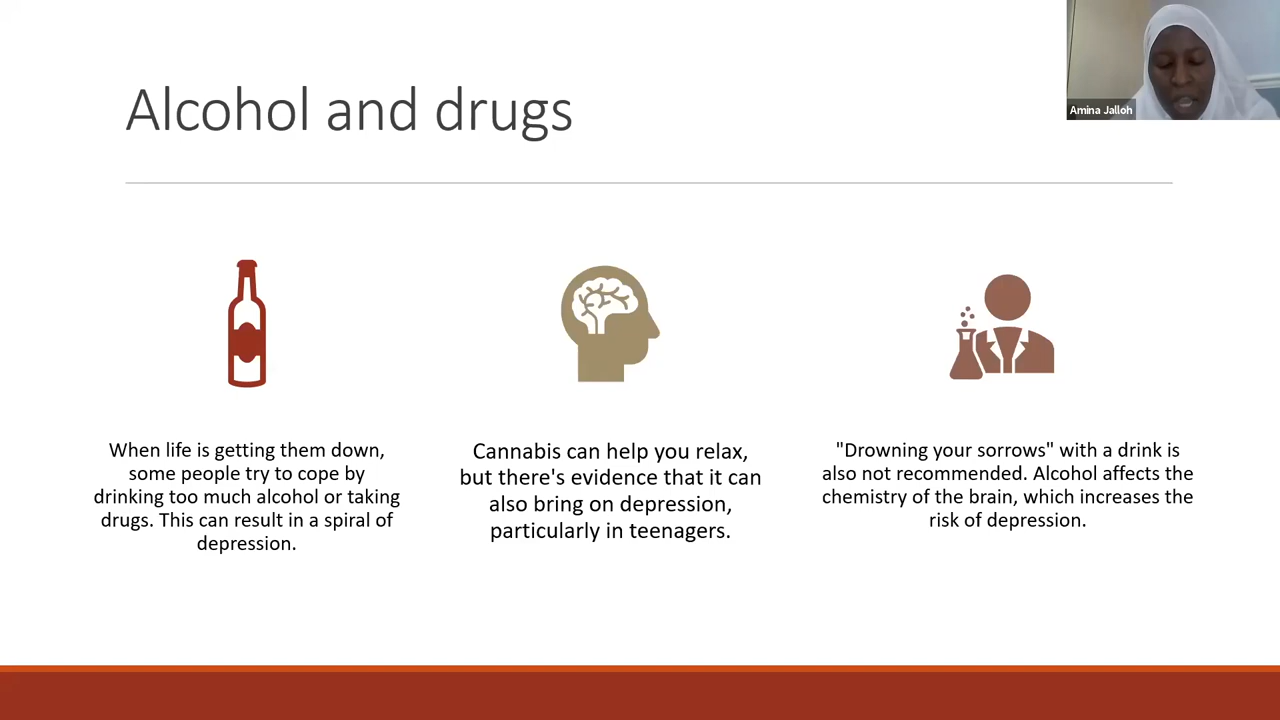 Alcohol and drugs
Amina Jalloh
When life is getting them down,
some people try to cope by
drinking too much alcohol or taking
drugs. This can result in a spiral of
depression.
Cannabis can help you relax,
but there's evidence that it can
also bring on depression,
particularly in teenagers.
"Drowning your sorrows" with a drink is
also not recommended. Alcohol affects the
chemistry of the brain, which increases the
risk of depression.